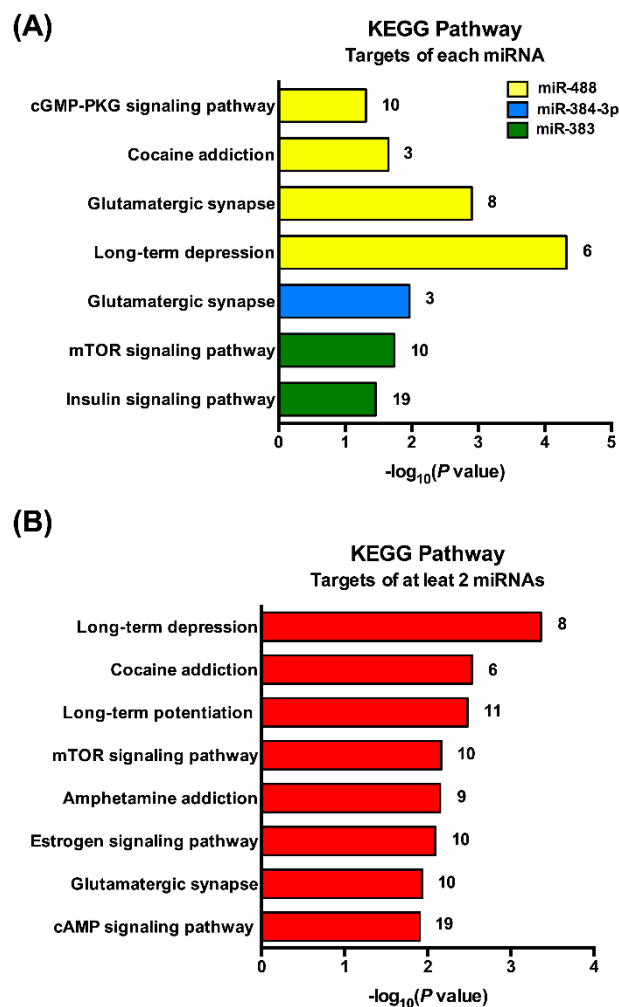 (A)
KEGG Pathway
Targets of each miRNA
miR-488
miR-384-3p
miR-383
cGMP-PKG signaling pathway 10
Cocaine addiction 3
Glutamatergic synapse 8
Long-term depression 6
Glutamatergic synapse 3
mTOR signaling pathway 10
Insulin signaling pathway 19
0 1 2 3 4 5
-log10(P value)
(B)
KEGG Pathway
Targets of at leat 2 miRNAs
Long-term depression 8
Cocaine addiction 6
Long-term potentiation 11
mTOR signaling pathway 10
Amphetamine addiction 9
Estrogen signaling pathway 10
Glutamatergic synapse 10
cAMP signaling pathway 19
0 1 2 3 4
-log10(P value)